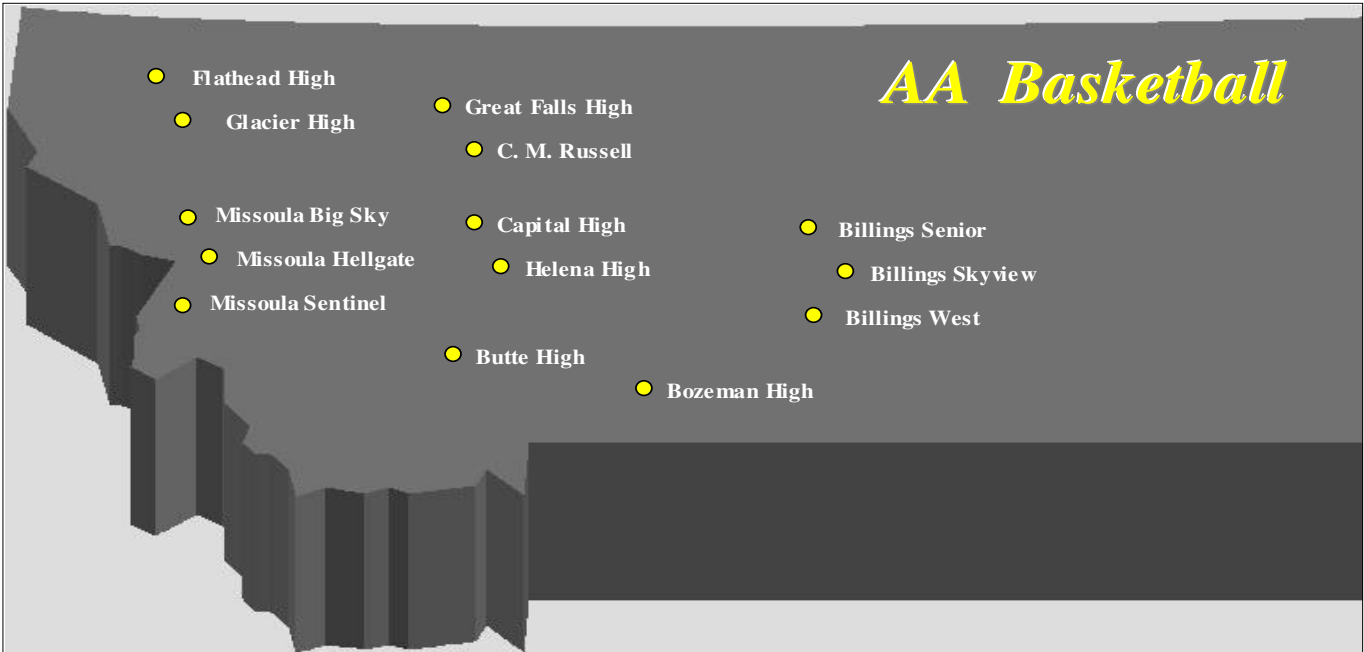 AA Basketball
Flathead High
Glacier High
Great Falls High
C. M. Russell
Missoula Big Sky
Missoula Hellgate
Missoula Sentinel
Capital High
Helena High
Billings Senior
Billings Skyview
Billings West
Butte High
Bozeman High